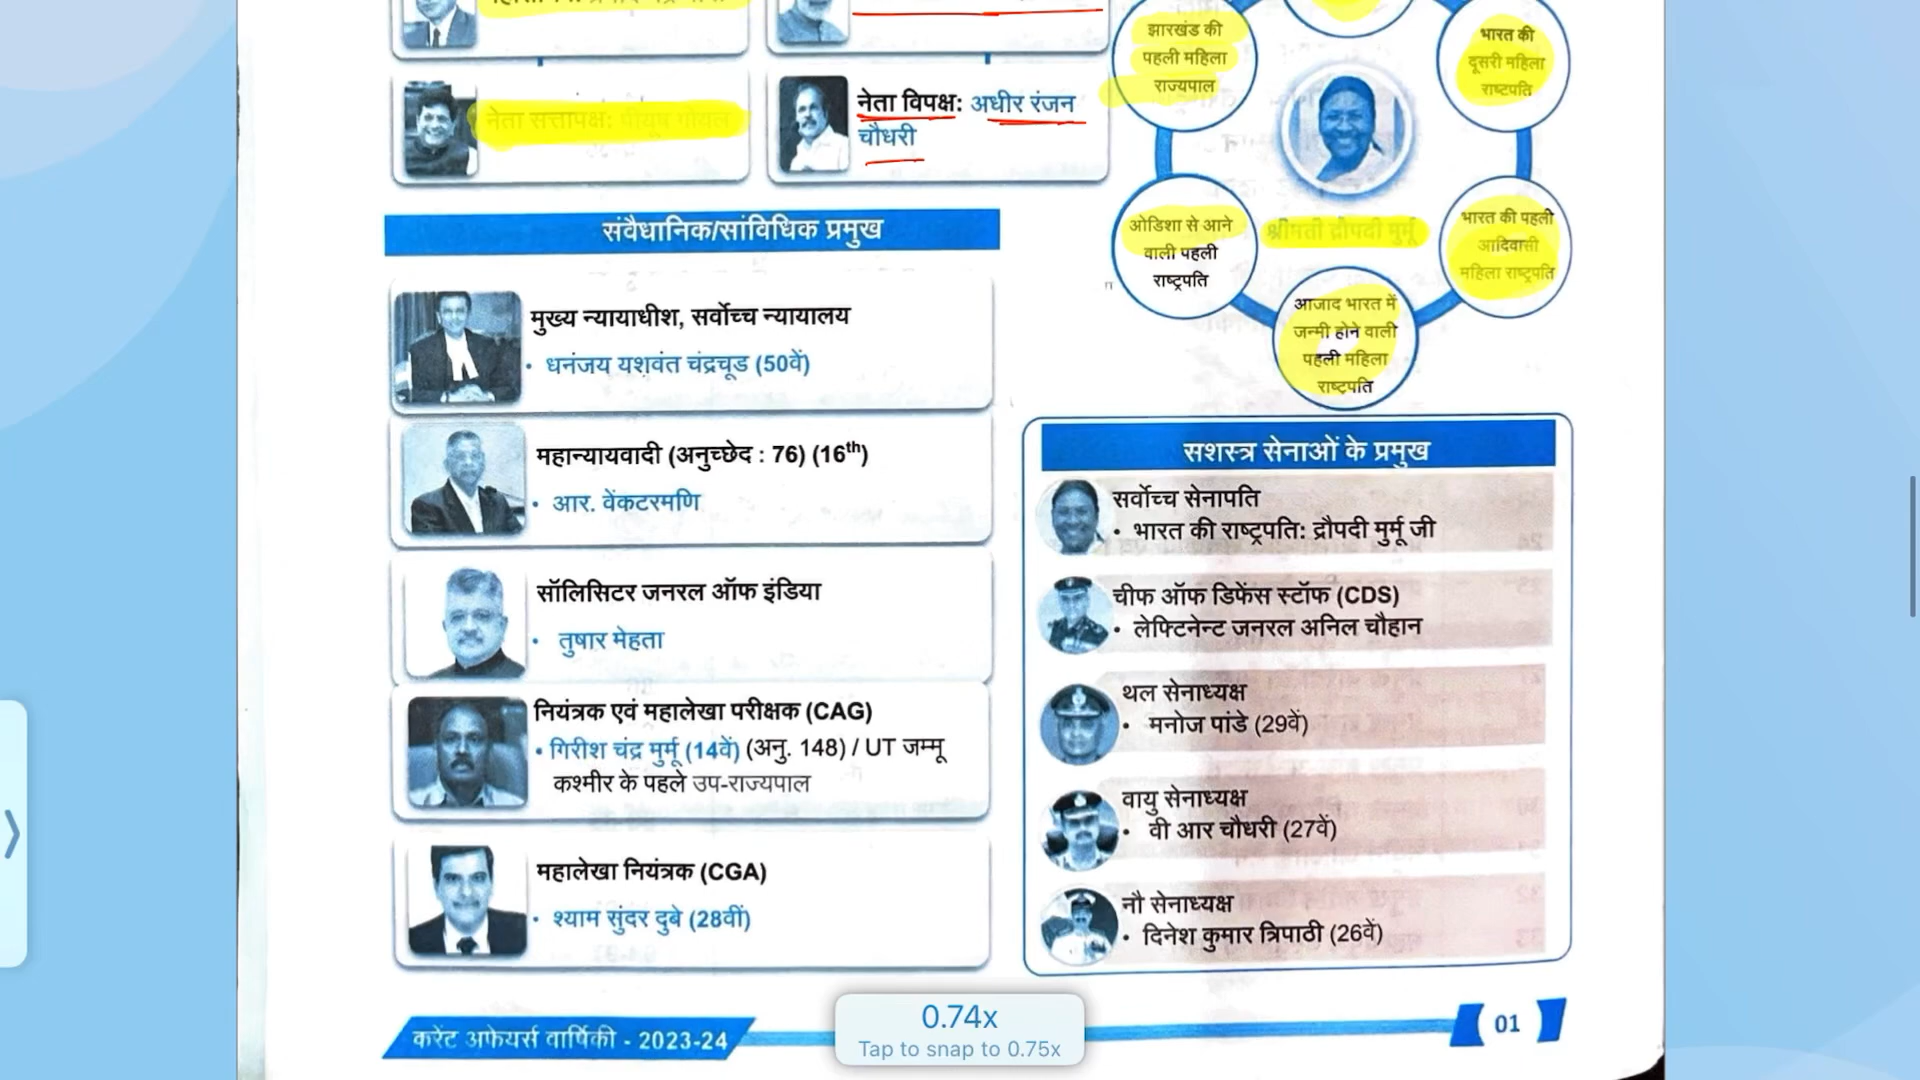 नेता सत्तापक्ष: पीयूष गोयल
नेता विपक्ष: अधीर रंजन
चौधरी
झारखंड की
पहली महिला
राज्यपाल
भारत की
दूसरी महिला
राष्टपति
ओडिशा से आने
वाली पहली
राष्ट्रपति
श्रीमती द्रौपदी मुर्मू
भारत की पहली
आदिवासी
महिला राष्ट्रपति
आजाद भारत में
जन्मी होने वाली
पहली महिला
राष्ट्रपति
संवैधानिक/सांविधिक प्रमुख
मुख्य न्यायाधीश, सर्वोच्च न्यायालय
• धनंजय यशवंत चंद्रचूड (50वें)
महान्यायवादी (अनुच्छेद : 76) (16th)
• आर. वेंकटरमणि
सॉलिसिटर जनरल ऑफ इंडिया
• तुषार मेहता
नियंत्रक एवं महालेखा परीक्षक (CAG)
• गिरीश चंद्र मुर्मू (14वें) (अनु. 148) / UT जम्मू
कश्मीर के पहले उप-राज्यपाल
महालेखा नियंत्रक (CGA)
• श्याम सुंदर दुबे (28वीं)
सशस्त्र सेनाओं के प्रमुख
सर्वोच्च सेनापति
• भारत की राष्ट्रपति: द्रौपदी मुर्मू जी
चीफ ऑफ डिफेंस स्टॉफ (CDS)
• लेफ्टिनेन्ट जनरल अनिल चौहान
थल सेनाध्यक्ष
• मनोज पांडे (29वें)
वायु सेनाध्यक्ष
• वी आर चौधरी (27वें)
नौ सेनाध्यक्ष
• दिनेश कुमार त्रिपाठी (26वें)
करेंट अफेयर्स वार्षिकी - 2023-24
01
0.74x
Tap to snap to 0.75x